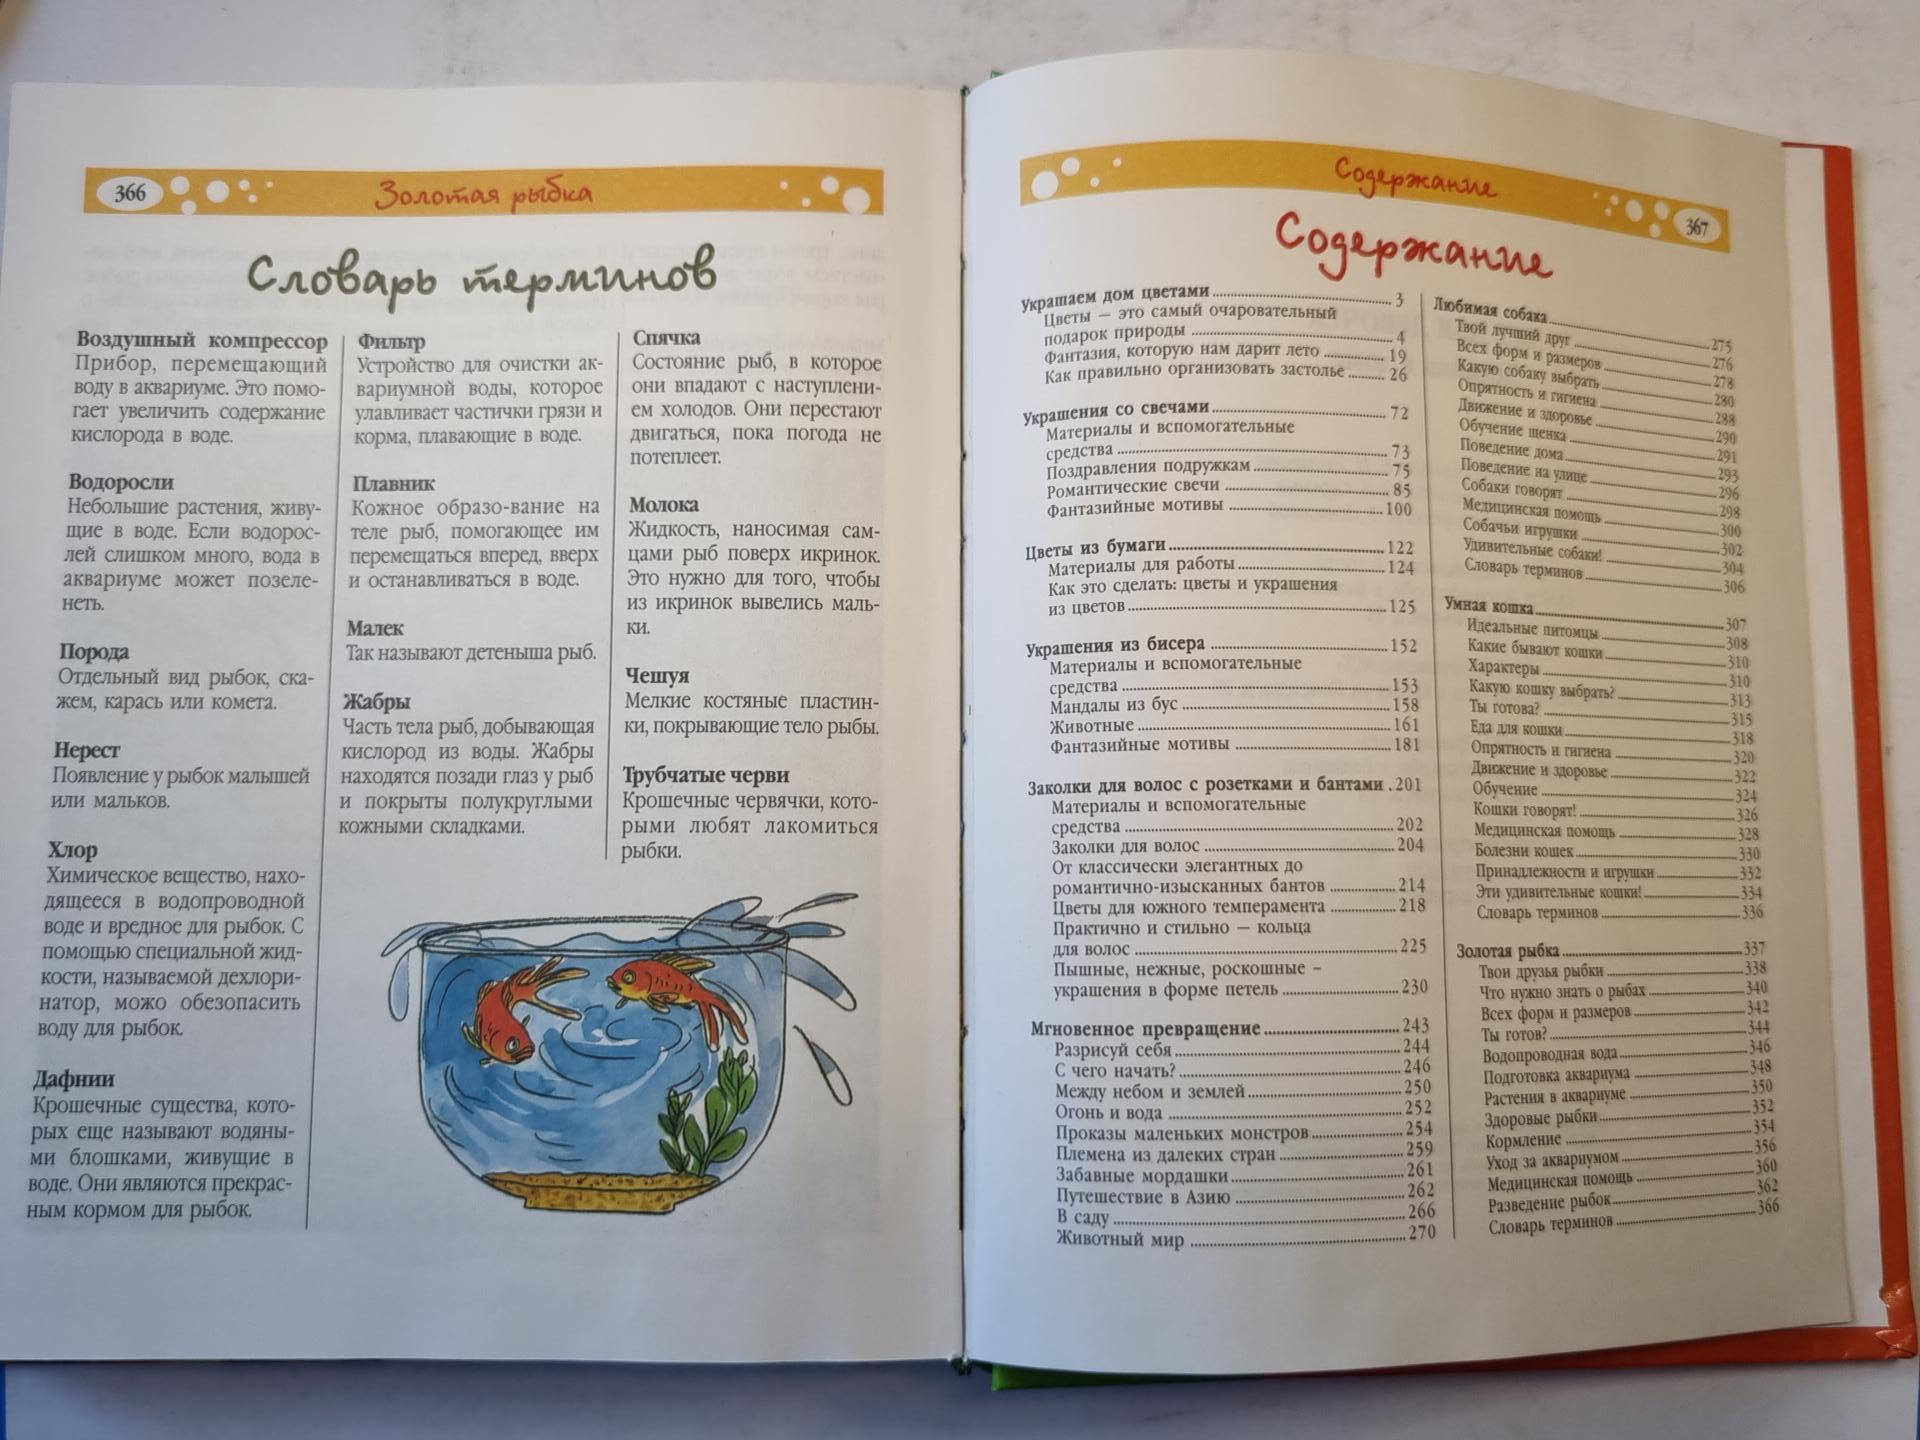 366
Золотая рыбка
Словарь терминов
Воздушный компрессор
Прибор, перемещающий
воду в аквариуме. Это помо-
гает увеличить содержание
кислорода в воде.
Водоросли
Небольшие растения, живу-
щие в воде. Если водорос-
лей слишком много, вода в
аквариуме может позеле-
неть.
Порода
Отдельный вид рыбок, ска-
жем, карась или комета.
Нерест
Появление у рыбок малышей
или мальков.
Хлор
Химическое вещество, нахо-
дящееся в водопроводной
воде и вредное для рыбок. С
помощью специальной жид-
кости, называемой дехлори-
натор, можо обезопасить
воду для рыбок.
Дафнии
Крошечные существа, кото-
рых еще называют водяны-
ми блошками, живущие в
воде. Они являются прекрас-
ным кормом для рыбок.
Фильтр
Устройство для очистки ак-
вариумной воды, которое
улавливает частички грязи и
корма, плавающие в воде.
Плавник
Кожное образо-вание на
теле рыб, помогающее им
перемещаться вперед, вверх
и останавливаться в воде.
Малек
Так называют детеныша рыб.
Жабры
Часть тела рыб, добывающая
кислород из воды. Жабры
находятся позади глаз у рыб
и покрыты полукруглыми
кожными складками.
Спячка
Состояние рыб, в которое
они впадают с наступлени-
ем холодов. Они перестают
двигаться, пока погода не
потеплеет.
Молока
Жидкость, наносимая сам-
цами рыб поверх икринок.
Это нужно для того, чтобы
из икринок вывелись маль-
ки.
Чешуя
Мелкие костяные пластин-
ки, покрывающие тело рыбы.
Трубчатые черви
Крошечные червячки, кото-
рыми любят лакомиться
рыбки.
Содержание
367
Содержание
Украшаем дом цветами 3
Цветы — это самый очаровательный
подарок природы 4
Фантазия, которую нам дарит лето 19
Как правильно организовать застолье 26
Украшения со свечами 72
Материалы и вспомогательные
средства 73
Поздравления подружкам 75
Романтические свечи 85
Фантазийные мотивы 100
Цветы из бумаги 122
Материалы для работы 124
Как это сделать: цветы и украшения
из цветов 125
Украшения из бисера 152
Материалы и вспомогательные
средства 153
Мандалы из бус 158
Животные 161
Фантазийные мотивы 181
Заколки для волос с розетками и бантами .201
Материалы и вспомогательные
средства 202
Заколки для волос 204
От классически элегантных до
романтично-изысканных бантов 214
Цветы для южного темперамента 218
Практично и стильно — кольца
для волос 225
Пышные, нежные, роскошные –
украшения в форме петель 230
Мгновенное превращение 243
Разрисуй себя 244
С чего начать? 246
Между небом и землей 250
Огонь и вода 252
Проказы маленьких монстров 254
Племена из далеких стран 259
Забавные мордашки 261
Путешествие в Азию 262
В саду 266
Животный мир 270
Любимая собака 275
Твой лучший друг 276
Всех форм и размеров 278
Какую собаку выбрать 280
Опрятность и гигиена 288
Движение и здоровье 290
Обучение щенка 291
Поведение дома 293
Поведение на улице 296
Собаки говорят 298
Медицинская помощь 300
Собачьи игрушки 302
Удивительные собаки! 304
Словарь терминов 306
Умная кошка 307
Идеальные питомцы 308
Какие бывают кошки 310
Характеры 310
Какую кошку выбрать? 313
Ты готова? 315
Еда для кошки 318
Опрятность и гигиена 320
Движение и здоровье 322
Обучение 324
Кошки говорят! 326
Медицинская помощь 328
Болезни кошек 330
Принадлежности и игрушки 332
Эти удивительные кошки! 334
Словарь терминов 336
Золотая рыбка 337
Твои друзья рыбки 338
Что нужно знать о рыбах 340
Всех форм и размеров 342
Ты готов? 344
Водопроводная вода 346
Подготовка аквариума 348
Растения в аквариуме 350
Здоровые рыбки 352
Кормление 354
Уход за аквариумом 356
Медицинская помощь 360
Разведение рыбок 362
Словарь терминов 366